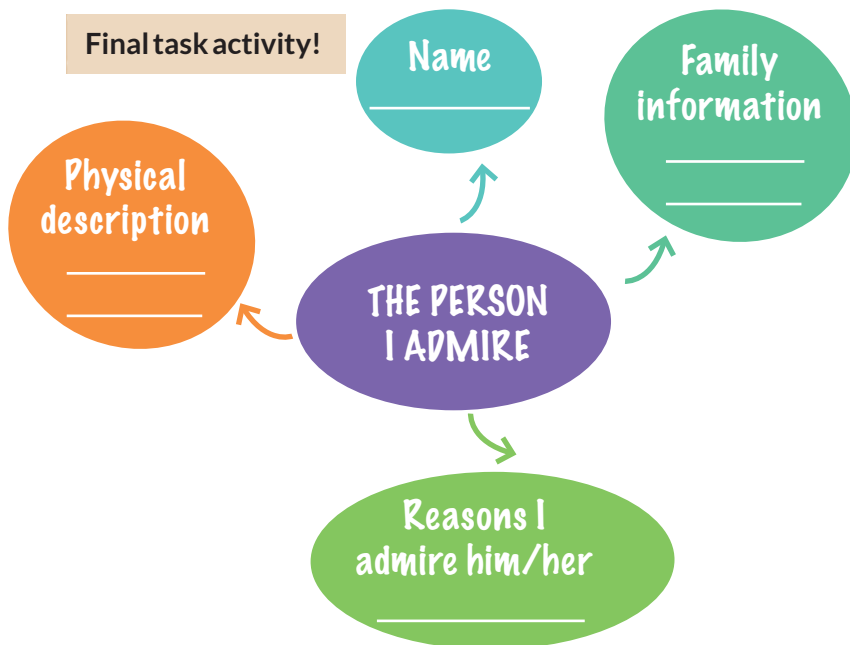 Final task activity!
Name
Family
information
Physical
description
THE PERSON
I ADMIRE
Reasons I
admire him/her